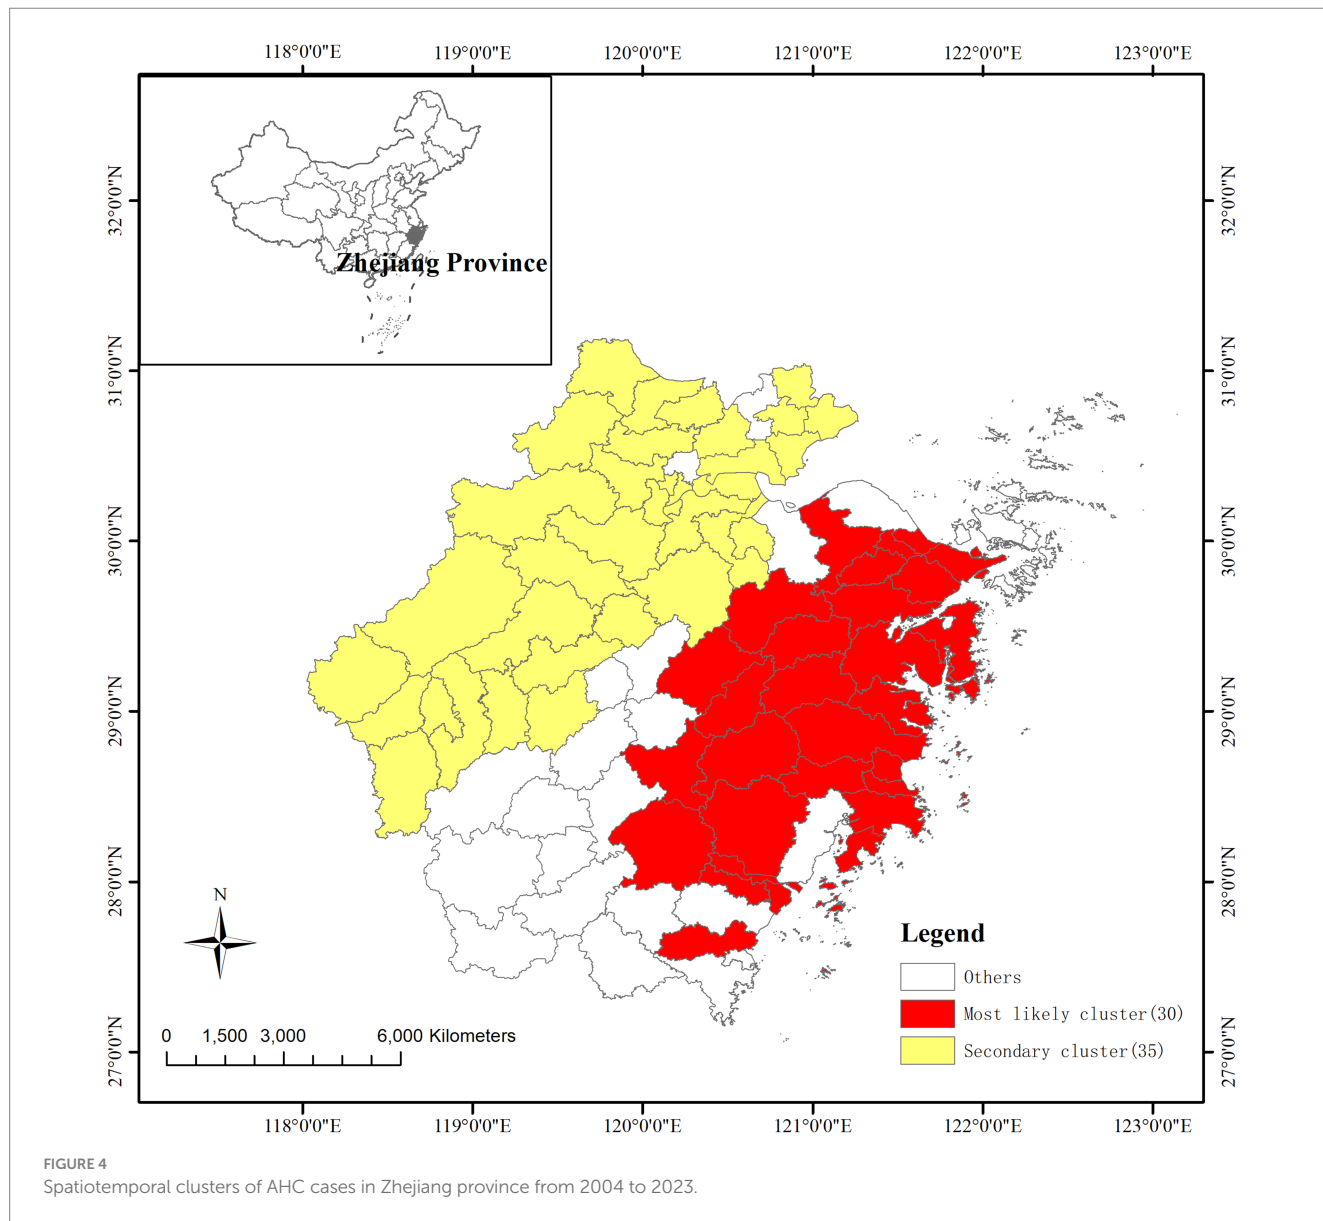 118°0'0"E 119°0'0"E 120°0'0"E 121°0'0"E 122°0'0"E 123°0'0"E
32°0'0"N
32°0'0"N
Zhejiang Province
31°0'0"N
31°0'0"N
30°0'0"N
30°0'0"N
29°0'0"N
29°0'0"N
28°0'0"N
28°0'0"N
N
Legend
Others
Most likely cluster(30)
Secondary cluster(35)
0 1,500 3,000 6,000 Kilometers
27°0'0"N
27°0'0"N
118°0'0"E 119°0'0"E 120°0'0"E 121°0'0"E 122°0'0"E 123°0'0"E
FIGURE 4
Spatiotemporal clusters of AHC cases in Zhejiang province from 2004 to 2023.